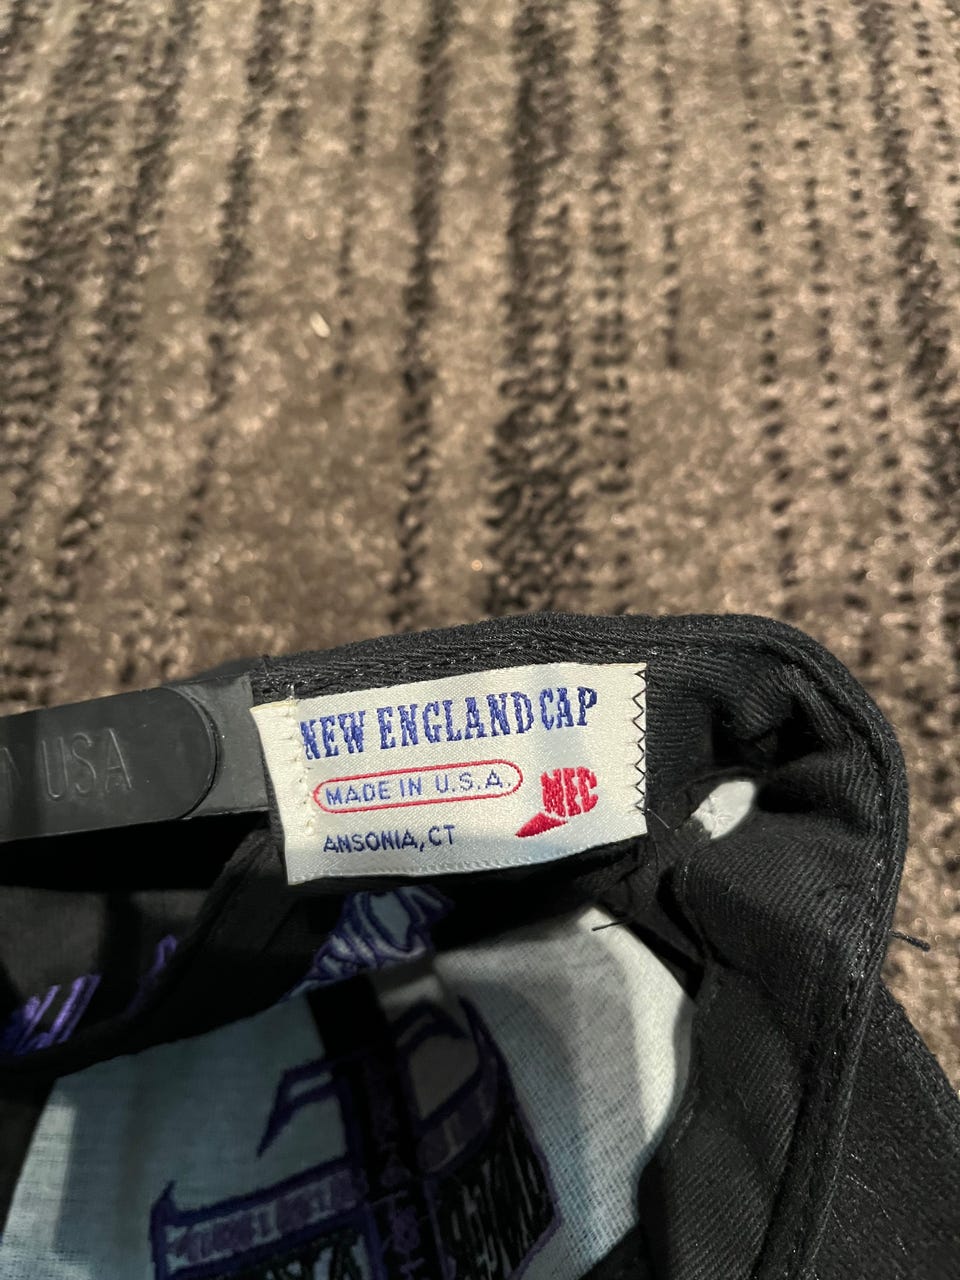 NEW ENGLAND CAP
MADE IN U.S.A.
NEC
ANSONIA, CT
USA